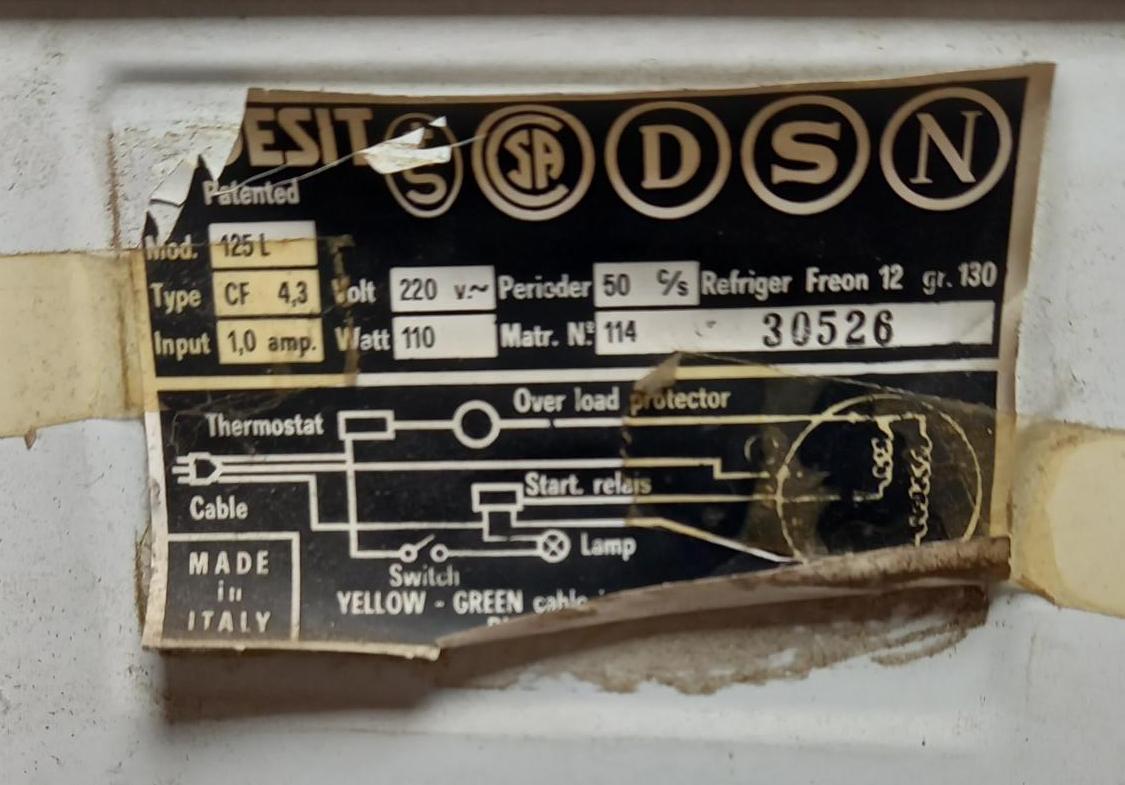 DESIT
Patented
S SA D S N
Mod. 125 L
Type CF 4,3 Volt 220 v.~ Perioder 50 c/s Refriger Freon 12 gr. 130
Input 1,0 amp. Watt 110 Matr. Nº: 114 30526
Over load protector
Thermostat
Start. relais
Cable
Lamp
Switch
MADE
in
ITALY
YELLOW - GREEN cable